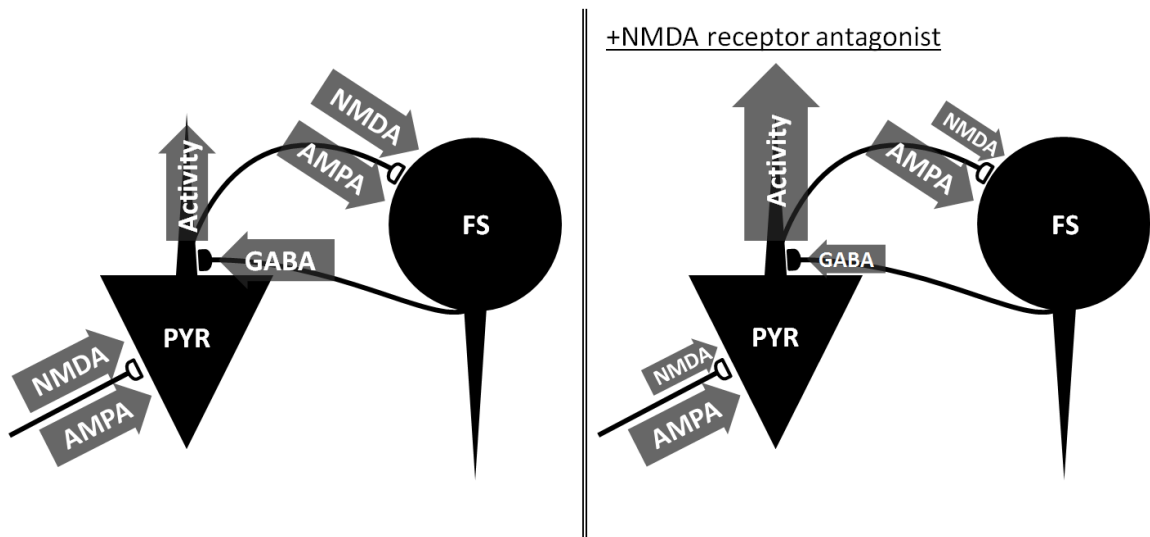 NMDA
AMPA
Activity
FS
GABA
PYR
NMDA
AMPA
+NMDA receptor antagonist
NMDA
AMPA
Activity
FS
GABA
PYR
NMDA
AMPA